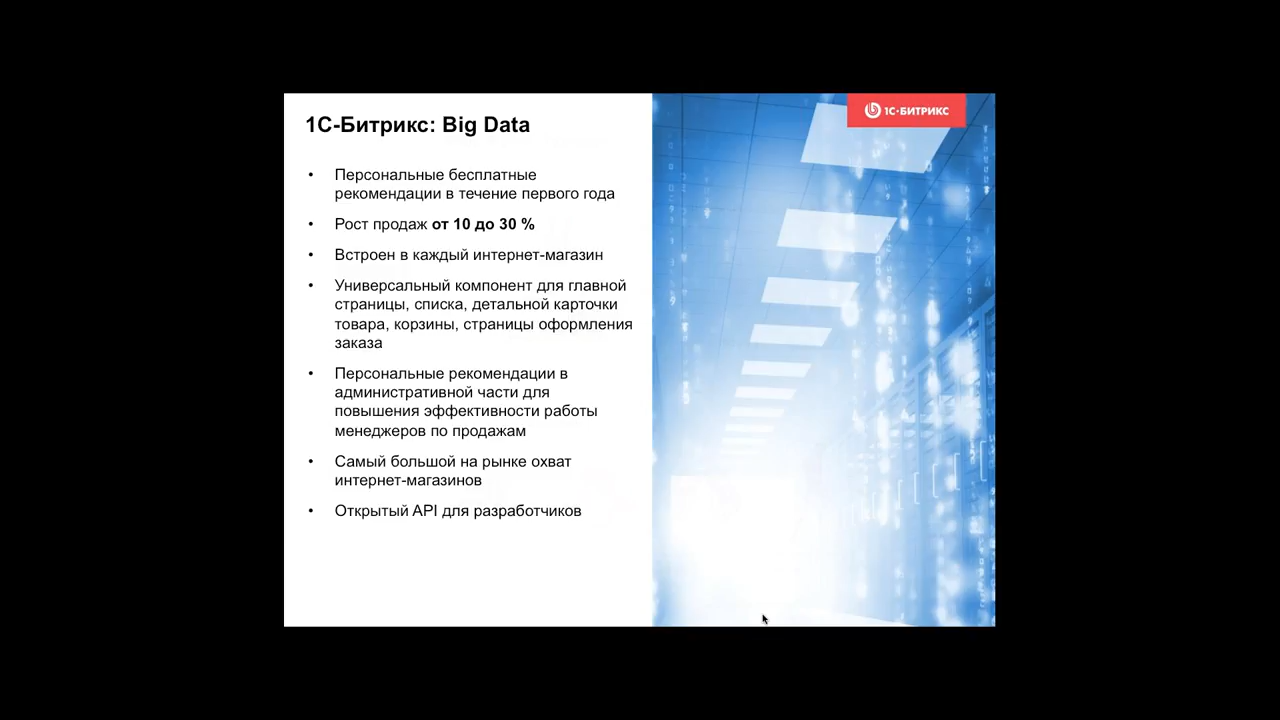 1С-Битрикс: Big Data
1С-БИТРИКС
• Персональные бесплатные
рекомендации в течение первого года
• Рост продаж от 10 до 30 %
• Встроен в каждый интернет-магазин
• Универсальный компонент для главной
страницы, списка, детальной карточки
товара, корзины, страницы оформления
заказа
• Персональные рекомендации в
административной части для
повышения эффективности работы
менеджеров по продажам
• Самый большой на рынке охват
интернет-магазинов
• Открытый API для разработчиков